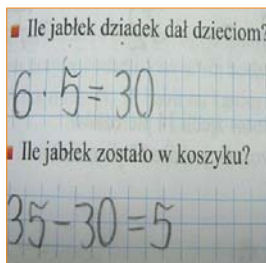 Ile jabłek dziadek dał dzieciom?
6 · 5 = 30
Ile jabłek zostało w koszyku?
35 - 30 = 5